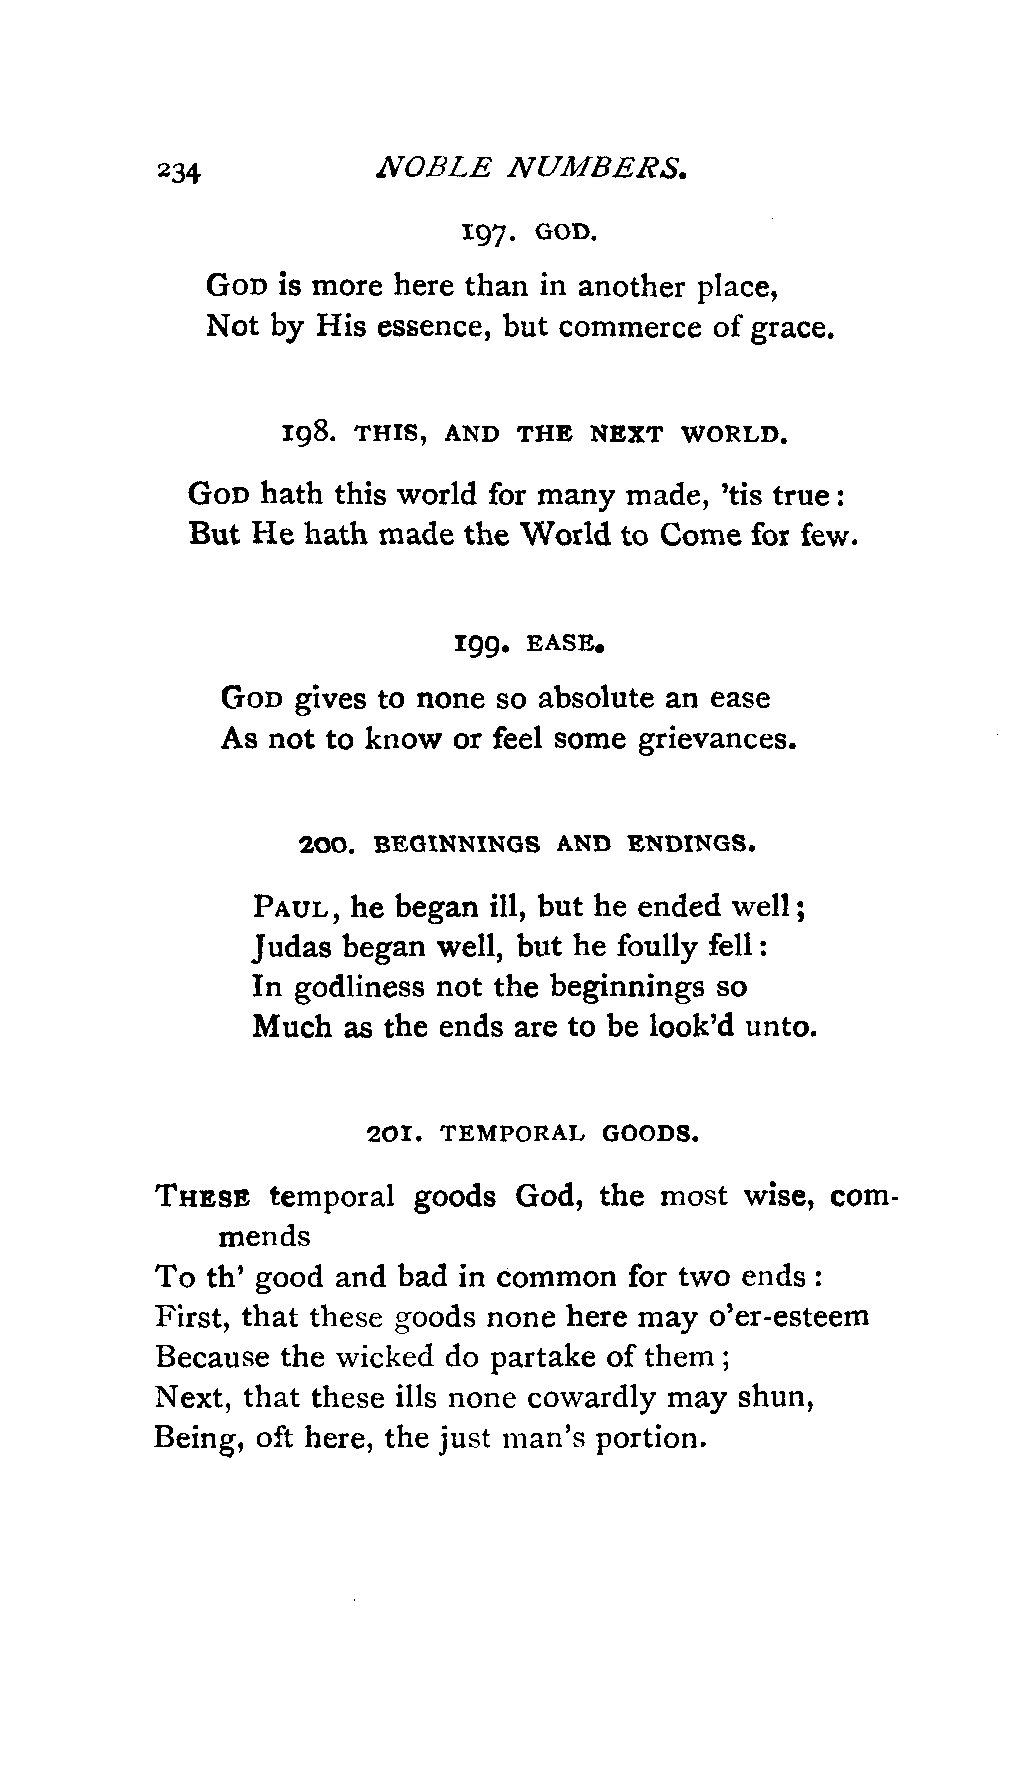 234 NOBLE NUMBERS.
197. GOD.
GOD is more here than in another place,
Not by His essence, but commerce of grace.
198. THIS, AND THE NEXT WORLD.
GOD hath this world for many made, ’tis true :
But He hath made the World to Come for few.
199. EASE.
GOD gives to none so absolute an ease
As not to know or feel some grievances.
200. BEGINNINGS AND ENDINGS.
PAUL, he began ill, but he ended well ;
Judas began well, but he foully fell :
In godliness not the beginnings so
Much as the ends are to be look’d unto.
201. TEMPORAL GOODS.
THESE temporal goods God, the most wise, com-
mends
To th’ good and bad in common for two ends :
First, that these goods none here may o’er-esteem
Because the wicked do partake of them ;
Next, that these ills none cowardly may shun,
Being, oft here, the just man’s portion.